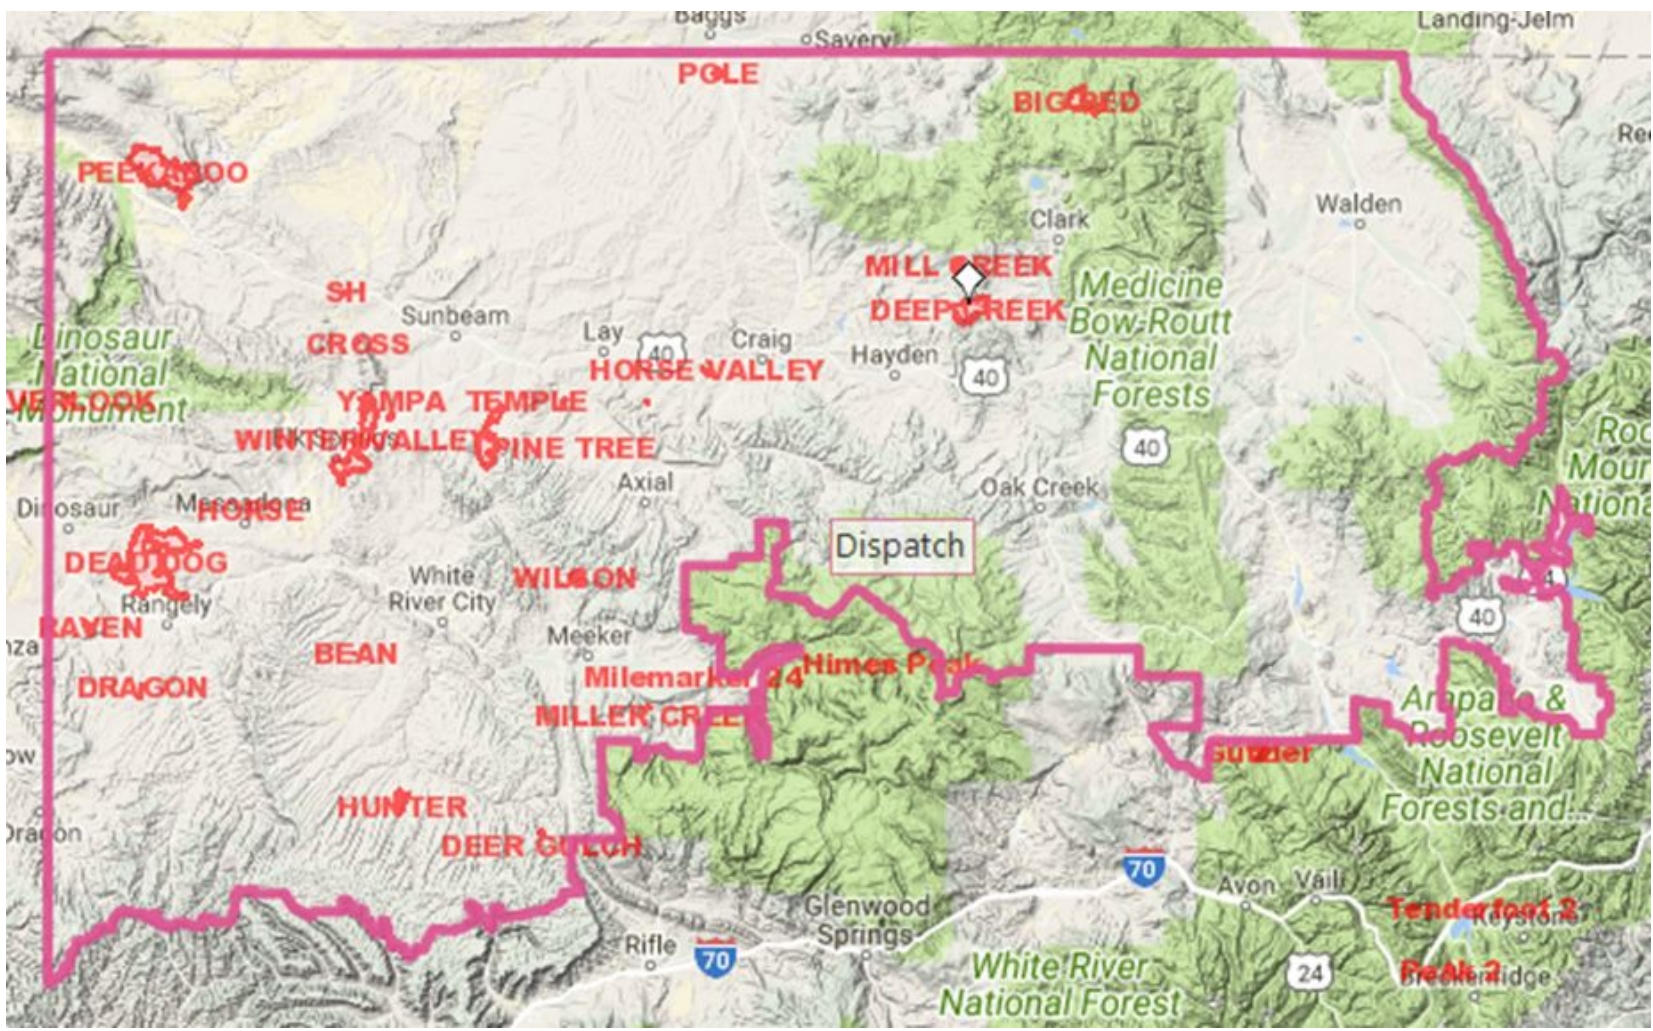 Baggs
Savery
Landing-Jelm
POLE
BIG RED
PEEKABOO
Walden
Clark
MILL CREEK
SH
Sunbeam
DEEP CREEK
Medicine
Bow-Routt
National
Forests
Dinosaur
National
Monument
CROSS
Lay
40
Craig
Hayden
HORSE VALLEY
40
YAMPA
TEMPLE
WINTER VALLEY
PINE TREE
40
Axial
Oak Creek
Dinosaur
Massadona
HORSE
Dispatch
DEAD DOG
White
River City
WILSON
Rangely
RAVEN
Meeker
40
BEAN
Milemarker 24
Himes Peak
DRAGON
MILLER CREEK
Arapaho &
Roosevelt
National
Forests and...
HUNTER
Dragon
DEER GULCH
70
Avon
Vail
Glenwood
Springs
Tenderfoot 2
Keystone
Rifle
70
White River
National Forest
24
Peak 2
Breckenridge